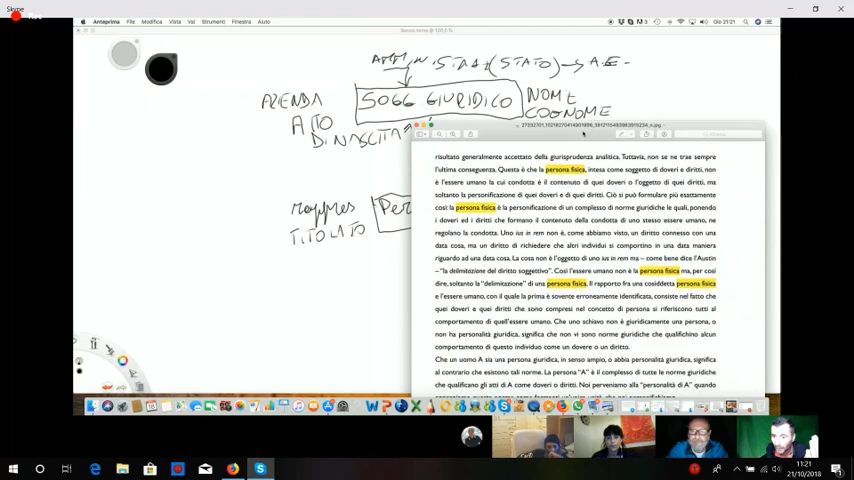 Skype
Rec
Anteprima File Modifica Vista Vai Strumenti Finestra Aiuto
Gio 21:21
SOGG GIURIDICO
NOME
COGNOME
AZIENDA
ATTO
DI NASCITA
(STATO) → A.E.
rappres
TITOLATO
Per
risultato generalmente accettato della giurisprudenza analitica. Tuttavia, non se ne trae sempre
l'ultima conseguenza. Questa è che la persona fisica, intesa come soggetto di doveri e diritti, non
è l'essere umano la cui condotta è il contenuto di quei doveri o l'oggetto di quei diritti, ma
soltanto la personificazione di quei doveri e di quei diritti. Ciò si può formulare più esattamente
così: la persona fisica è la personificazione di un complesso di norme giuridiche le quali, ponendo
i doveri ed i diritti che formano il contenuto della condotta di uno stesso essere umano, ne
regolano la condotta. Uno ius in rem non è, come abbiamo visto, un diritto connesso con una
data cosa, ma un diritto di richiedere che altri individui si comportino in una data maniera
riguardo ad una data cosa. La cosa non è l'oggetto di uno ius in rem ma – come bene dice l'Austin
– "la delimitazione del diritto soggettivo". Così l'essere umano non è la persona fisica ma, per così
dire, soltanto la "delimitazione" di una persona fisica. Il rapporto fra una cosiddetta persona fisica
e l'essere umano, con il quale la prima è sovente erroneamente identificata, consiste nel fatto che
quei doveri e quei diritti che sono compresi nel concetto di persona si riferiscono tutti al
comportamento di quell'essere umano. Che uno schiavo non è giuridicamente una persona, o
non ha personalità giuridica, significa che non vi sono norme giuridiche che qualifichino alcun
comportamento di questo individuo come un dovere o un diritto.
Che un uomo A sia una persona giuridica, in senso ampio, o abbia personalità giuridica, significa
al contrario che esistono tali norme. La persona "A" è il complesso di tutte le norme giuridiche
che qualificano gli atti di A come doveri o diritti. Noi perveniamo alla "personalità di A" quando
11:21
21/10/2018